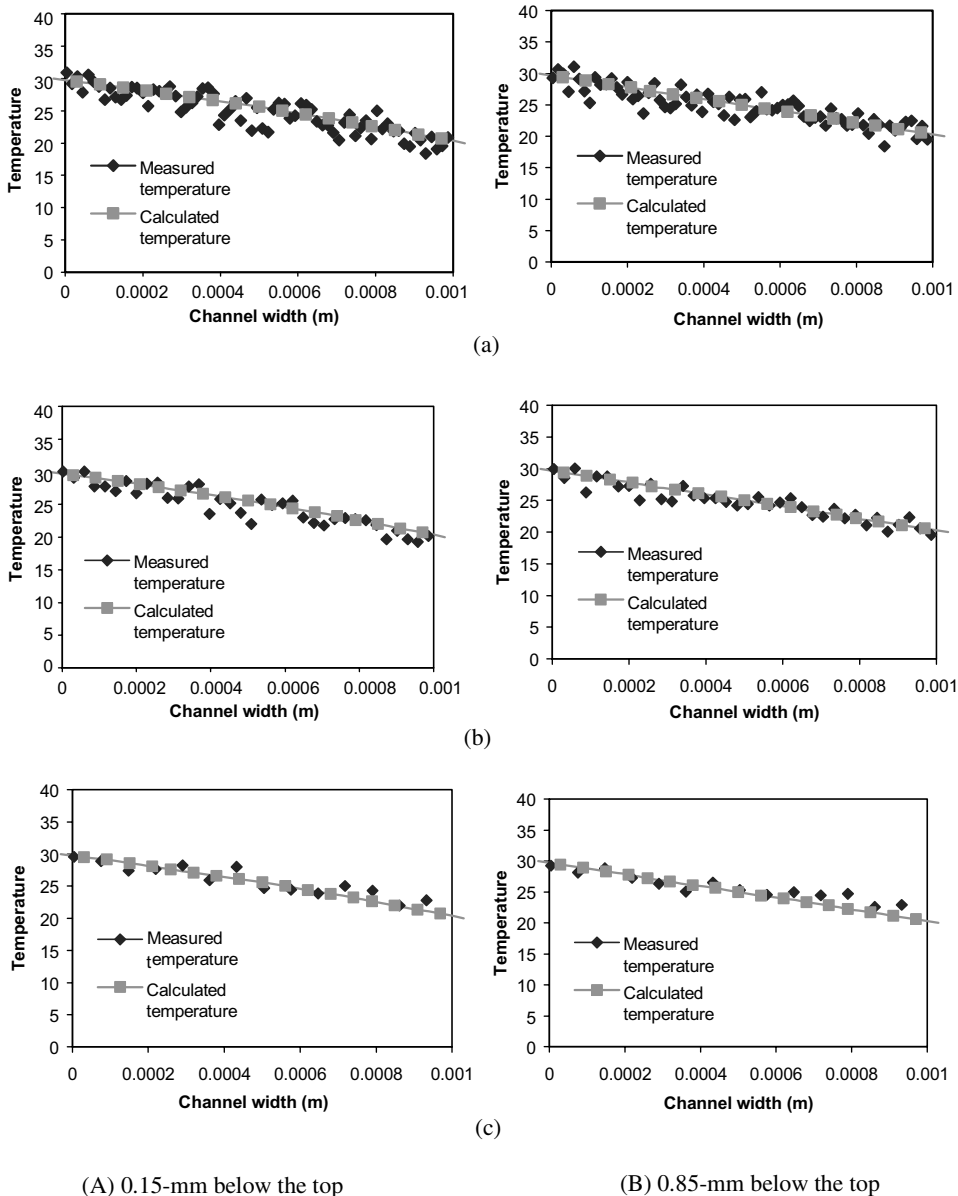 40
35
30
25
20
15
10
5
0
Temperature
Measured
temperature
Calculated
temperature
0 0.0002 0.0004 0.0006 0.0008 0.001
Channel width (m)
40
35
30
25
20
15
10
5
0
Temperature
Measured
temperature
Calculated
temperature
0 0.0002 0.0004 0.0006 0.0008 0.001
Channel width (m)
(a)
40
35
30
25
20
15
10
5
0
Temperature
Measured
temperature
Calculated
temperature
0 0.0002 0.0004 0.0006 0.0008 0.001
Channel width (m)
40
35
30
25
20
15
10
5
0
Temperature
Measured
temperature
Calculated
temperature
0 0.0002 0.0004 0.0006 0.0008 0.001
Channel width (m)
(b)
40
35
30
25
20
15
10
5
0
Temperature
Measured
temperature
Calculated
temperature
0 0.0002 0.0004 0.0006 0.0008 0.001
Channel width (m)
40
35
30
25
20
15
10
5
0
Temperature
Measured
temperature
Calculated
temperature
0 0.0002 0.0004 0.0006 0.0008 0.001
Channel width (m)
(c)
(A) 0.15-mm below the top
(B) 0.85-mm below the top